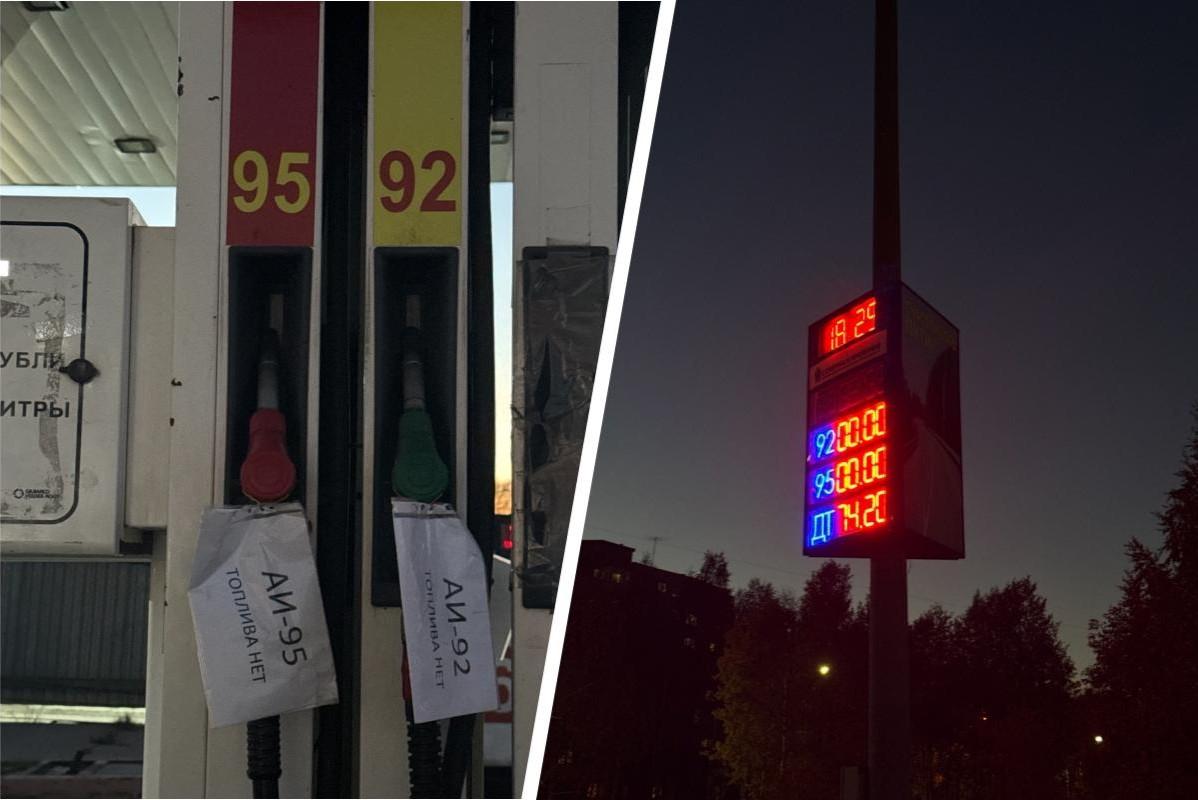 95
92
УБЛИ
ИТРЫ
АИ-95
ТОПЛИВА НЕТ
АИ-92
ТОПЛИВА НЕТ
18 29
92 00.00
95 00.00
ДТ 74.20